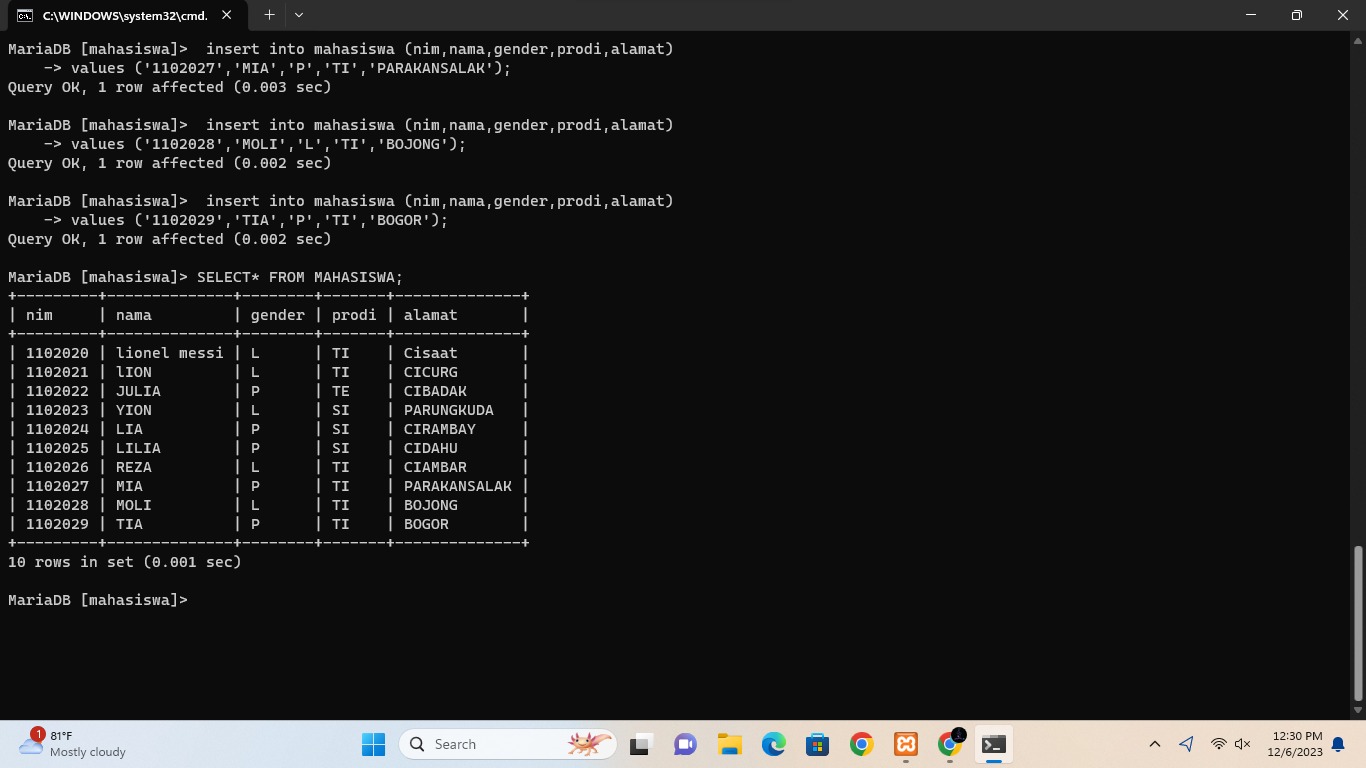 C:\WINDOWS\system32\cmd.
MariaDB [mahasiswa]>  insert into mahasiswa (nim,nama,gender,prodi,alamat)
    -> values ('1102027','MIA','P','TI','PARAKANSALAK');
Query OK, 1 row affected (0.003 sec)
MariaDB [mahasiswa]>  insert into mahasiswa (nim,nama,gender,prodi,alamat)
    -> values ('1102028','MOLI','L','TI','BOJONG');
Query OK, 1 row affected (0.002 sec)
MariaDB [mahasiswa]>  insert into mahasiswa (nim,nama,gender,prodi,alamat)
    -> values ('1102029','TIA','P','TI','BOGOR');
Query OK, 1 row affected (0.002 sec)
MariaDB [mahasiswa]> SELECT* FROM MAHASISWA;
+---------+--------------+--------+-------+--------------+
| nim     | nama         | gender | prodi | alamat       |
+---------+--------------+--------+-------+--------------+
| 1102020 | lionel messi | L      | TI    | Cisaat       |
| 1102021 | lION         | L      | TI    | CICURG       |
| 1102022 | JULIA        | P      | TE    | CIBADAK      |
| 1102023 | YION         | L      | SI    | PARUNGKUDA   |
| 1102024 | LIA          | P      | SI    | CIRAMBAY     |
| 1102025 | LILIA        | P      | SI    | CIDAHU       |
| 1102026 | REZA         | L      | TI    | CIAMBAR      |
| 1102027 | MIA          | P      | TI    | PARAKANSALAK |
| 1102028 | MOLI         | L      | TI    | BOJONG       |
| 1102029 | TIA          | P      | TI    | BOGOR        |
+---------+--------------+--------+-------+--------------+
10 rows in set (0.001 sec)
MariaDB [mahasiswa]>
1
81°F
Mostly cloudy
Search
12:30 PM
12/6/2023